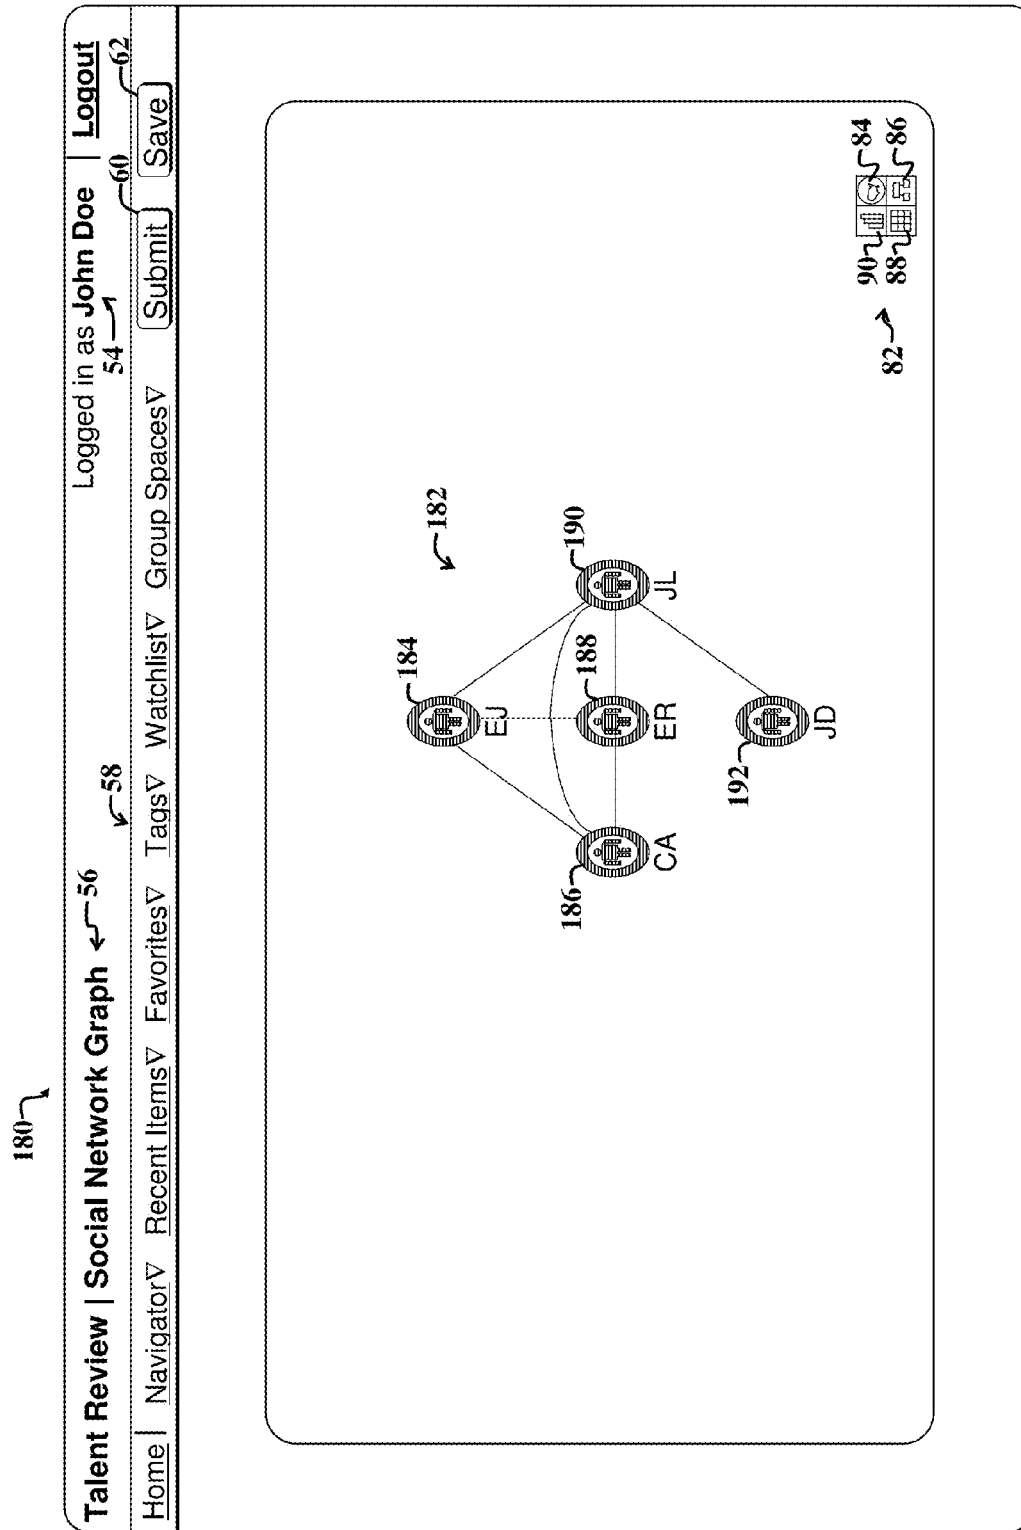 180
Talent Review | Social Network Graph 56
Logged in as John Doe | Logout
54
58
60
62
Home| Navigator▽ Recent Items▽ Favorites▽ Tags▽ Watchlist▽ Group Spaces▽ Submit Save
184
EJ
182
186
CA
188
ER
190
JL
192
JD
82
90
84
88
86